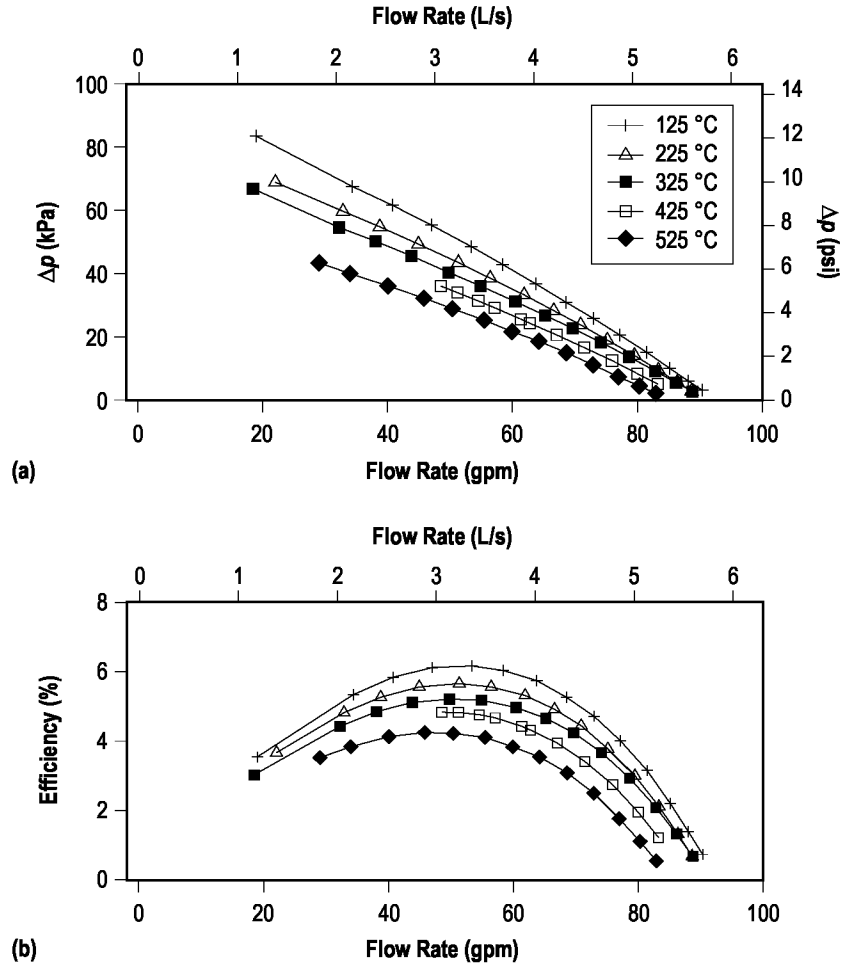 Flow Rate (L/s)
0 1 2 3 4 5 6
100 80 60 40 20 0
Δp (kPa)
125 °C
225 °C
325 °C
425 °C
525 °C
14 12 10 8 6 4 2 0
Δp (psi)
0 20 40 60 80 100
Flow Rate (gpm)
(a)
Flow Rate (L/s)
0 1 2 3 4 5 6
8 6 4 2 0
Efficiency (%)
0 20 40 60 80 100
Flow Rate (gpm)
(b)